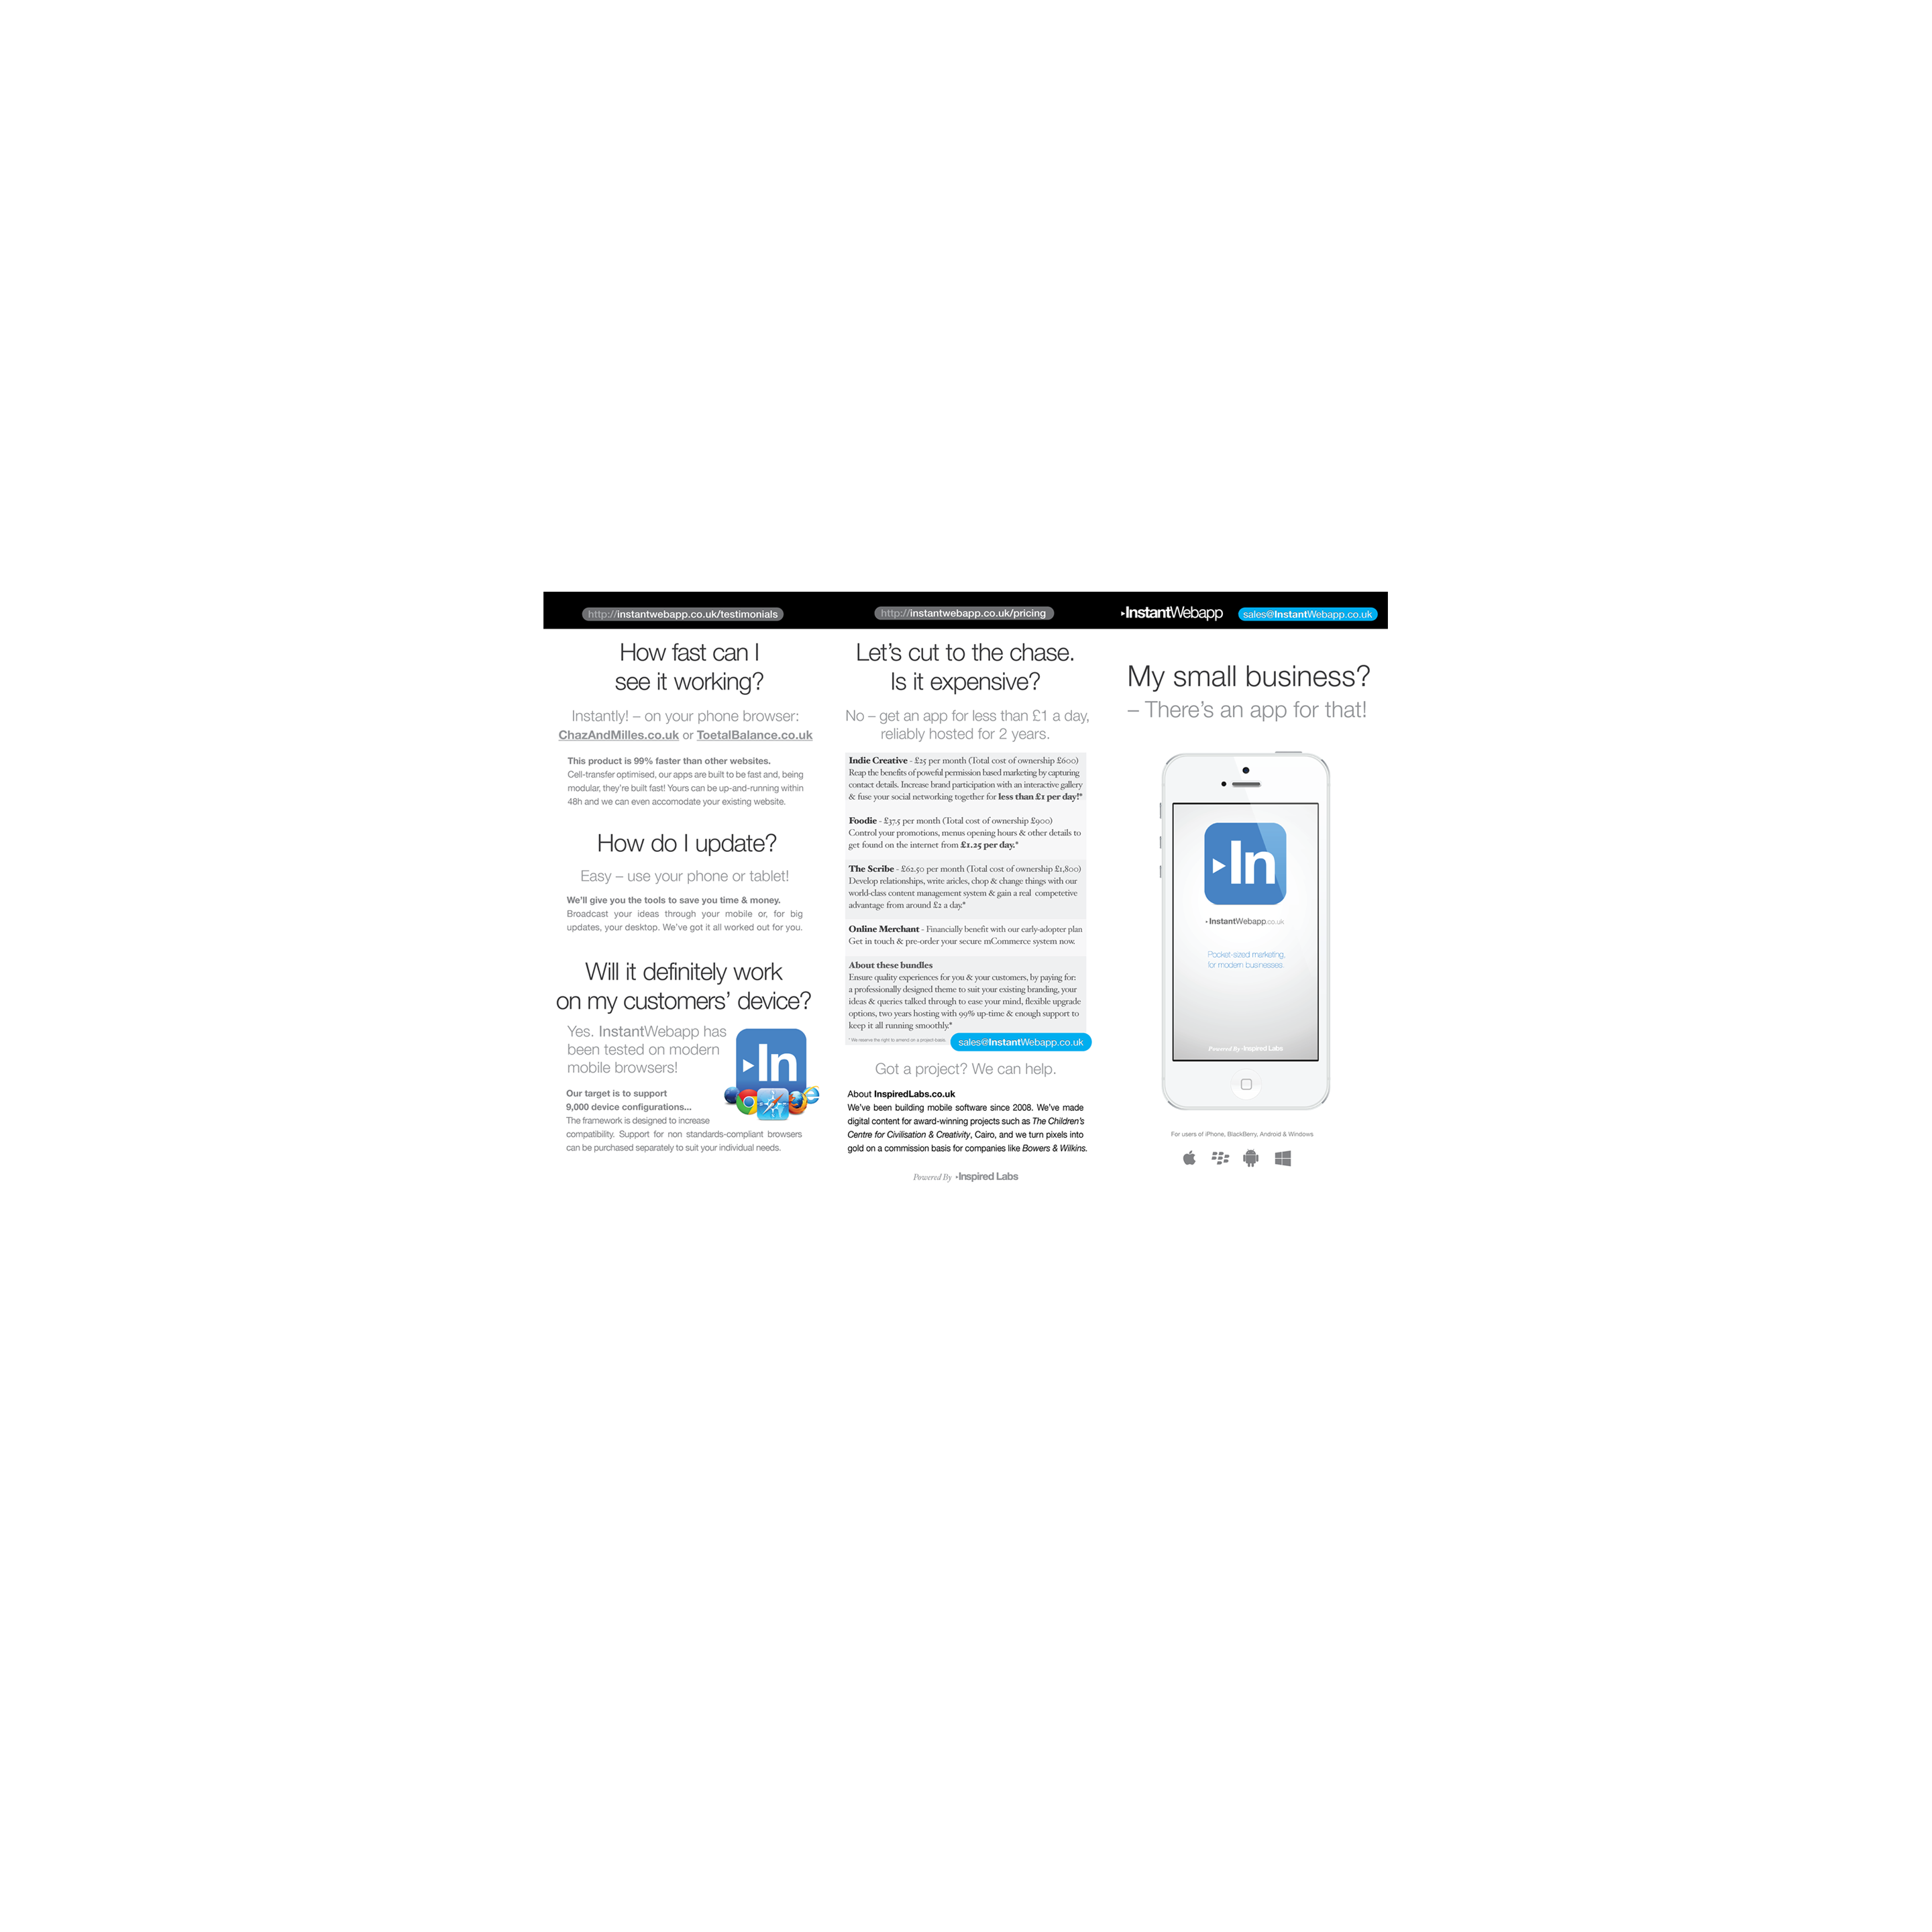 http://instantwebapp.co.uk/testimonials
How fast can I
see it working?
Instantly! – on your phone browser:
ChazAndMilles.co.uk or ToetalBalance.co.uk
This product is 99% faster than other websites.
Cell-transfer optimised, our apps are built to be fast and, being
modular, they're built fast! Yours can be up-and-running within
48h and we can even accomodate your existing website.
How do I update?
Easy – use your phone or tablet!
We'll give you the tools to save you time & money.
Broadcast your ideas through your mobile or, for big
updates, your desktop. We've got it all worked out for you.
Will it definitely work
on my customers' device?
Yes. InstantWebapp has
been tested on modern
mobile browsers!
In
Our target is to support
9,000 device configurations...
The framework is designed to increase
compatibility. Support for non standards-compliant browsers
can be purchased separately to suit your individual needs.
http://instantwebapp.co.uk/pricing
Let's cut to the chase.
Is it expensive?
No – get an app for less than £1 a day,
reliably hosted for 2 years.
Indie Creative - £25 per month (Total cost of ownership £600)
Reap the benefits of poweful permission based marketing by capturing
contact details. Increase brand participation with an interactive gallery
& fuse your social networking together for less than £1 per day!*
Foodie - £37.5 per month (Total cost of ownership £900)
Control your promotions, menus opening hours & other details to
get found on the internet from £1.25 per day.*
The Scribe - £62.50 per month (Total cost of ownership £1,800)
Develop relationships, write aricles, chop & change things with our
world-class content management system & gain a real competetive
advantage from around £2 a day.*
Online Merchant - Financially benefit with our early-adopter plan
Get in touch & pre-order your secure mCommerce system now.
About these bundles
Ensure quality experiences for you & your customers, by paying for:
a professionally designed theme to suit your existing branding, your
ideas & queries talked through to ease your mind, flexible upgrade
options, two years hosting with 99% up-time & enough support to
keep it all running smoothly.*
* We reserve the right to amend on a project-basis.
sales@InstantWebapp.co.uk
Got a project? We can help.
About InspiredLabs.co.uk
We've been building mobile software since 2008. We've made
digital content for award-winning projects such as The Children's
Centre for Civilisation & Creativity, Cairo, and we turn pixels into
gold on a commission basis for companies like Bowers & Wilkins.
Powered By Inspired Labs
InstantWebapp
sales@InstantWebapp.co.uk
My small business?
– There's an app for that!
In
InstantWebapp.co.uk
Pocket-sized marketing,
for modern businesses.
Powered By Inspired Labs
For users of iPhone, BlackBerry, Android & Windows